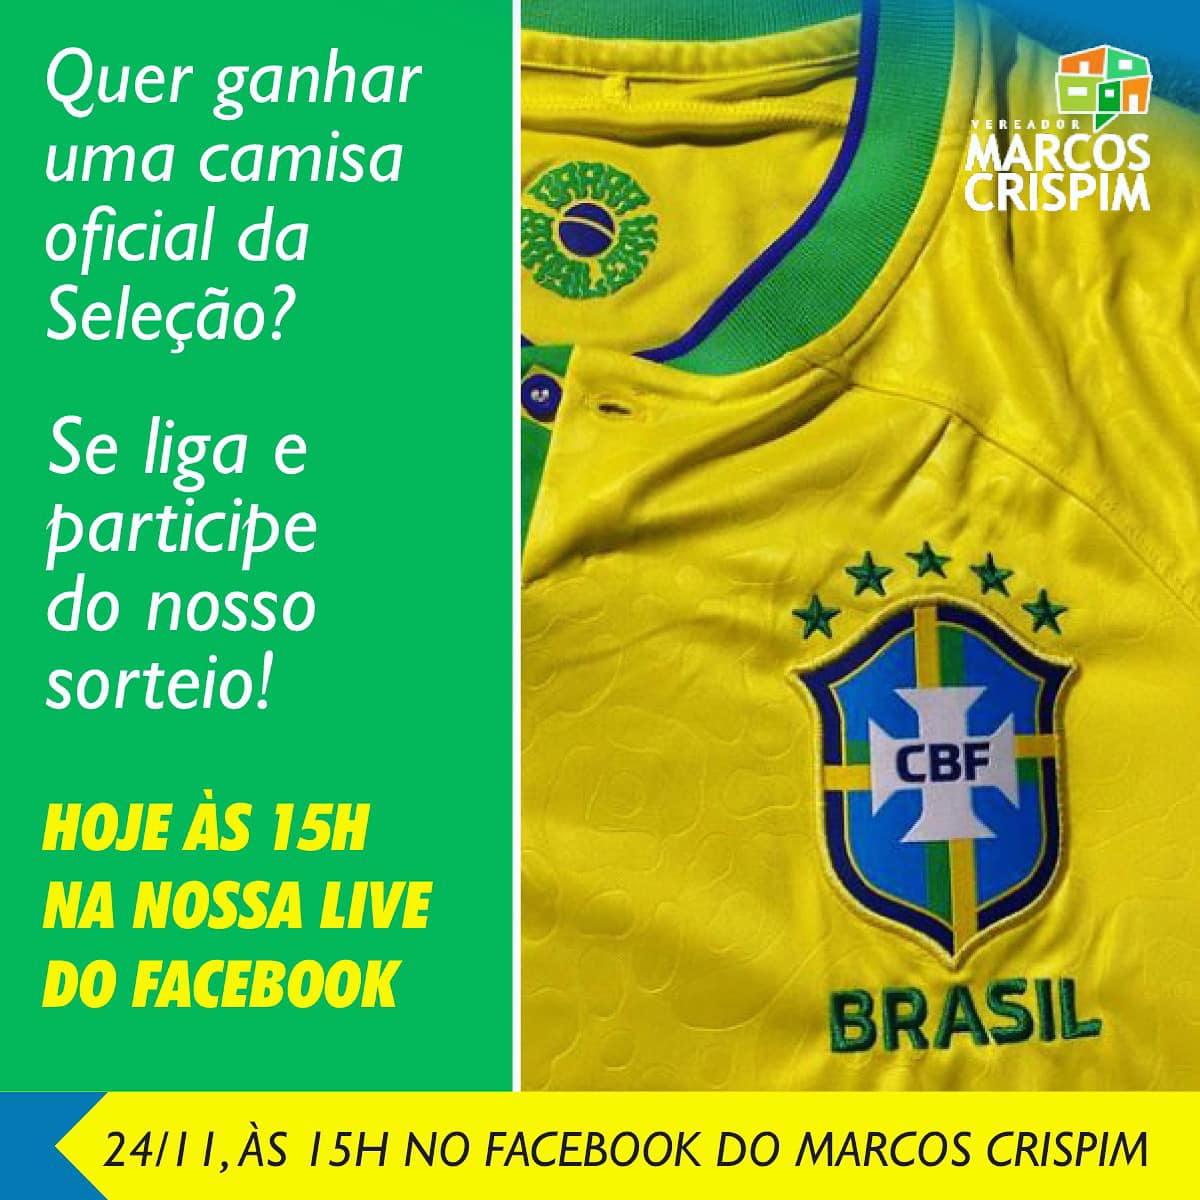 Quer ganhar
uma camisa
oficial da
Seleção?
Se liga e
participe
do nosso
sorteio!
HOJE ÀS 15H
NA NOSSA LIVE
DO FACEBOOK
VEREADOR
MARCOS
CRISPIM
CBF
BRASIL
24/11, ÀS 15H NO FACEBOOK DO MARCOS CRISPIM